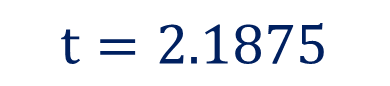 t = 2.1875